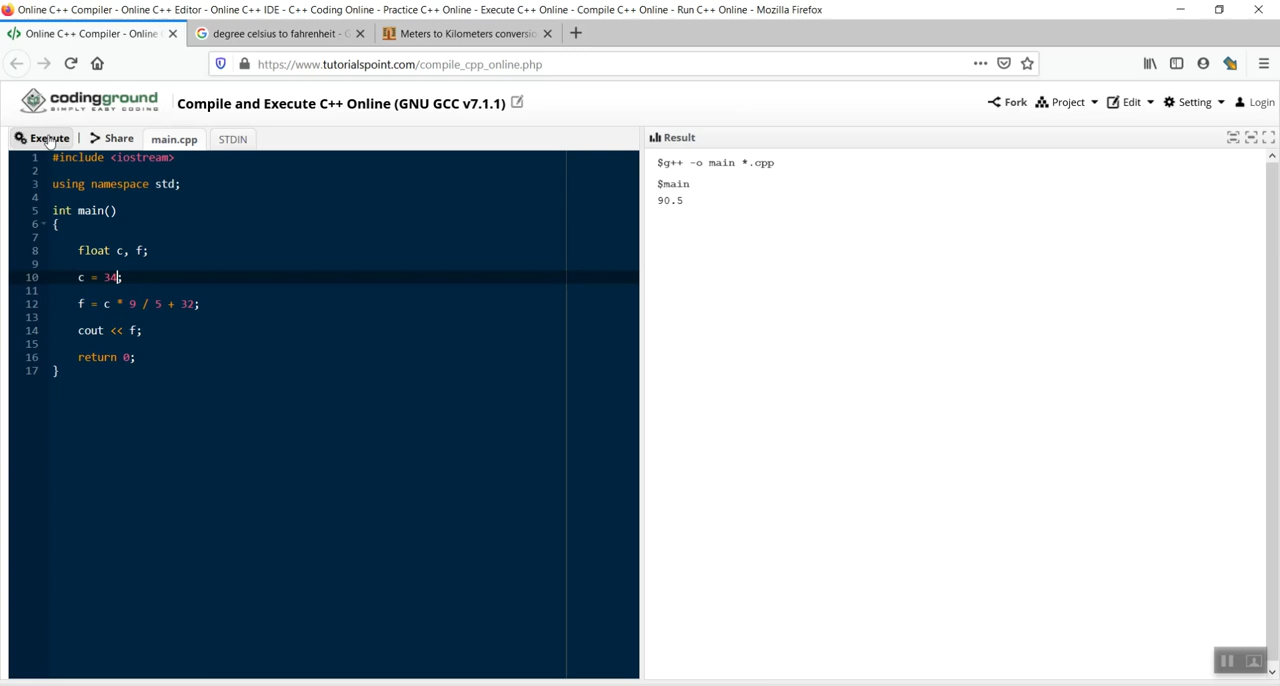 Online C++ Compiler - Online C++ Editor - Online C++ IDE - C++ Coding Online - Practice C++ Online - Execute C++ Online - Compile C++ Online - Run C++ Online - Mozilla Firefox
Online C++ Compiler - Online
degree celsius to fahrenheit - G
Meters to Kilometers conversio
https://www.tutorialspoint.com/compile_cpp_online.php
codingground
SIMPLY EASY CODING
Compile and Execute C++ Online (GNU GCC v7.1.1)
Fork
Project
Edit
Setting
Login
Execute
Share
main.cpp
STDIN
Result
1 #include <iostream>
2
3 using namespace std;
4
5 int main()
6 {
7
8 float c, f;
9
10 c = 34;
11
12 f = c * 9 / 5 + 32;
13
14 cout << f;
15
16 return 0;
17 }
$g++ -o main *.cpp
$main
90.5